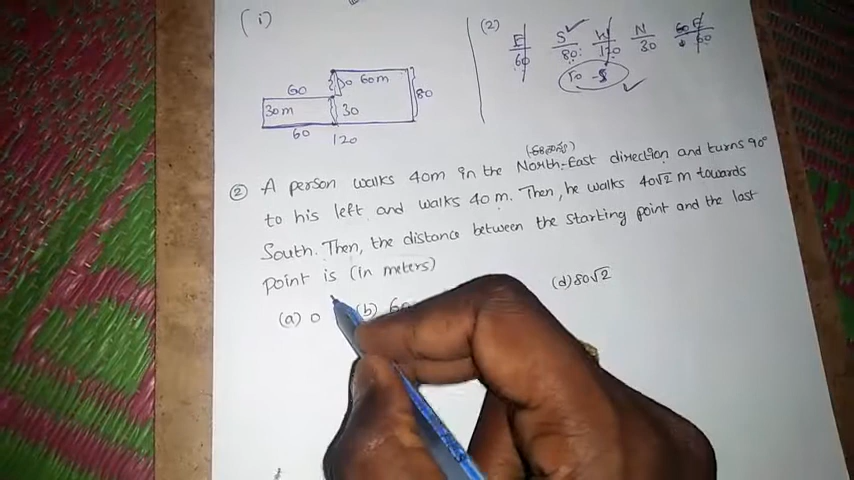 (i)
60
60m
30m
30
80
60
120
(2)
E S W N E
60 80 120 30 60
② A person walks 40m in the North-East direction and turns 90°
to his left and walks 40 m. Then, he walks 40√2 m towards
South. Then, the distance between the starting point and the last
point is (in meters)
(a) 0 (b) 60 (d) 80√2